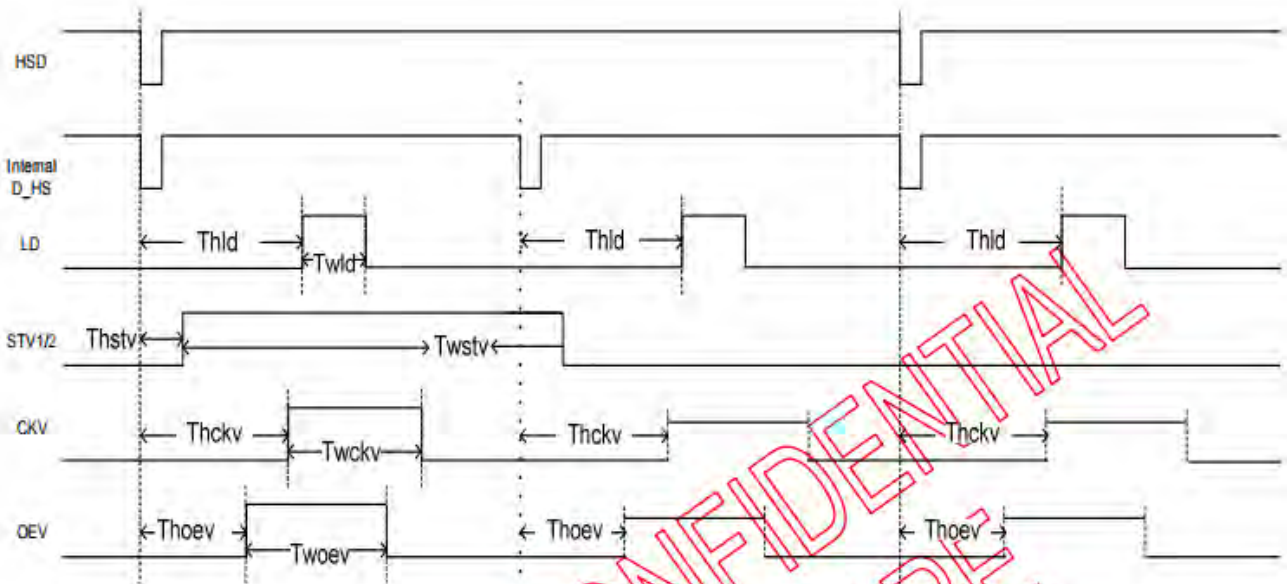 HSD
Internal
D_HS
LD
Thld
Twld
Thld
Thld
STV1/2
Thstv
Twstv
CKV
Thckv
Twckv
Thckv
Thckv
OEV
Thoev
Twoev
Thoev
Thoev
CONFIDENTIAL